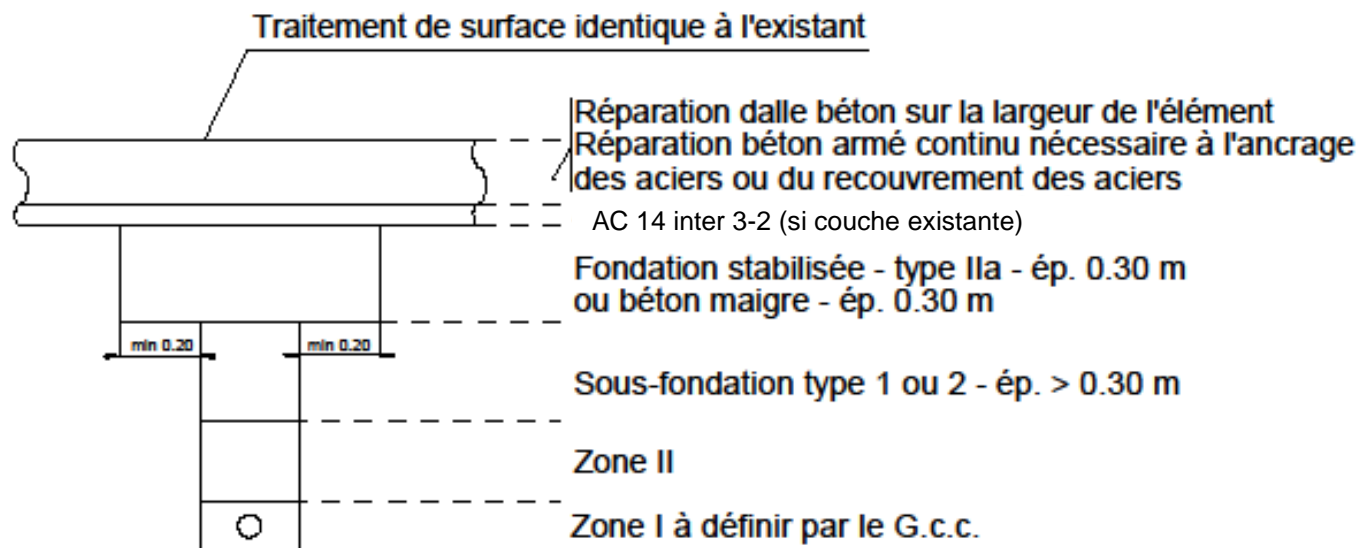 Traitement de surface identique à l'existant
Réparation dalle béton sur la largeur de l'élément
Réparation béton armé continu nécessaire à l'ancrage
des aciers ou du recouvrement des aciers
AC 14 inter 3-2 (si couche existante)
Fondation stabilisée - type IIa - ép. 0.30 m
ou béton maigre - ép. 0.30 m
min 0.20 min 0.20
Sous-fondation type 1 ou 2 - ép. > 0.30 m
Zone II
Zone I à définir par le G.c.c.